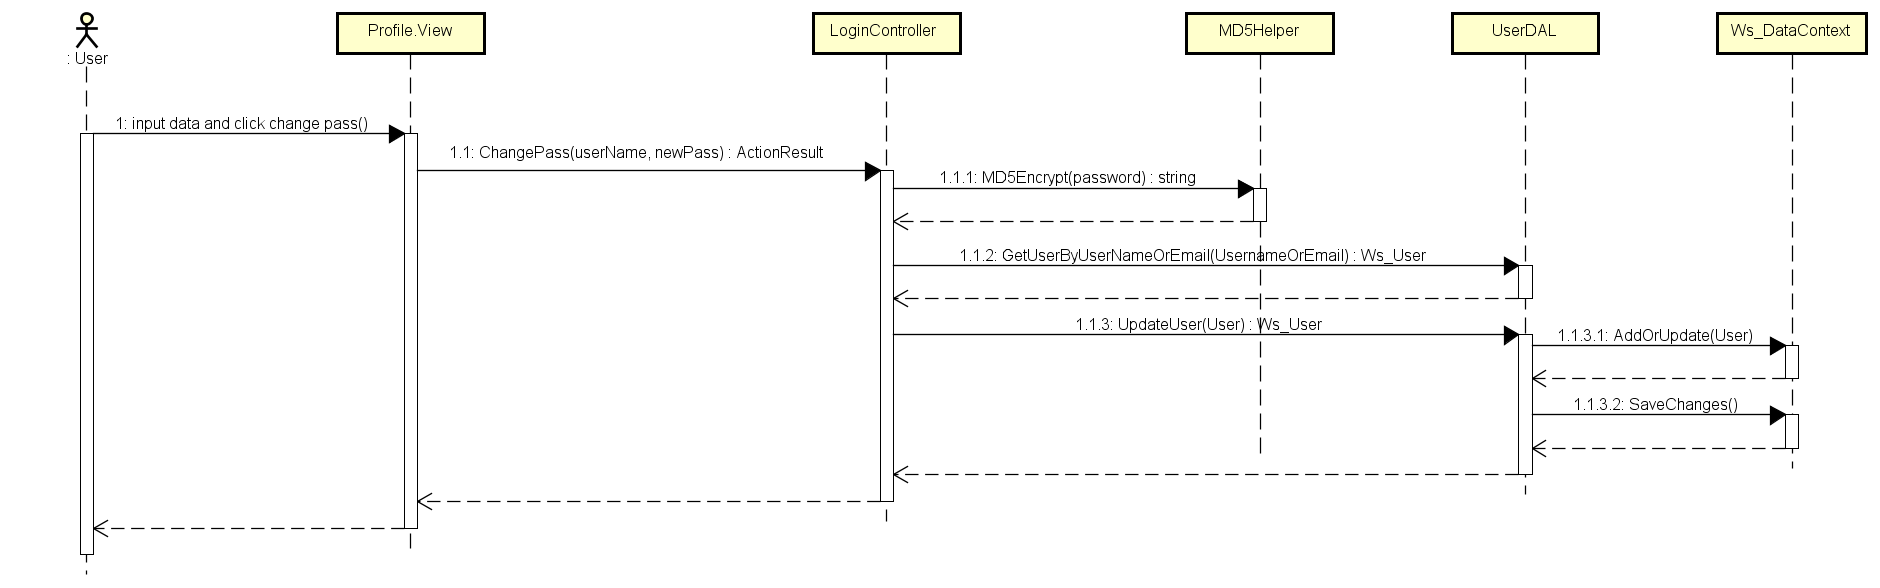 Profile.View
LoginController
MD5Helper
UserDAL
Ws_DataContext
: User
1: input data and click change pass()
1.1: ChangePass(userName, newPass) : ActionResult
1.1.1: MD5Encrypt(password) : string
1.1.2: GetUserByUserNameOrEmail(UsernameOrEmail) : Ws_User
1.1.3: UpdateUser(User) : Ws_User
1.1.3.1: AddOrUpdate(User)
1.1.3.2: SaveChanges()